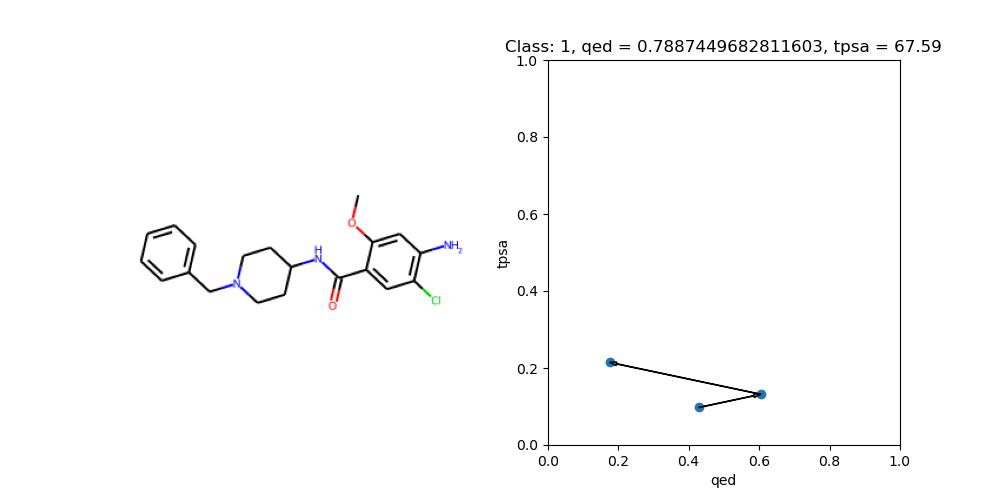 Class: 1, qed = 0.7887449682811603, tpsa = 67.59
1.0
0.8
0.6
0.4
0.2
0.0
tpsa
0.0 0.2 0.4 0.6 0.8 1.0
qed
O
H
N
NH2
N
O
Cl